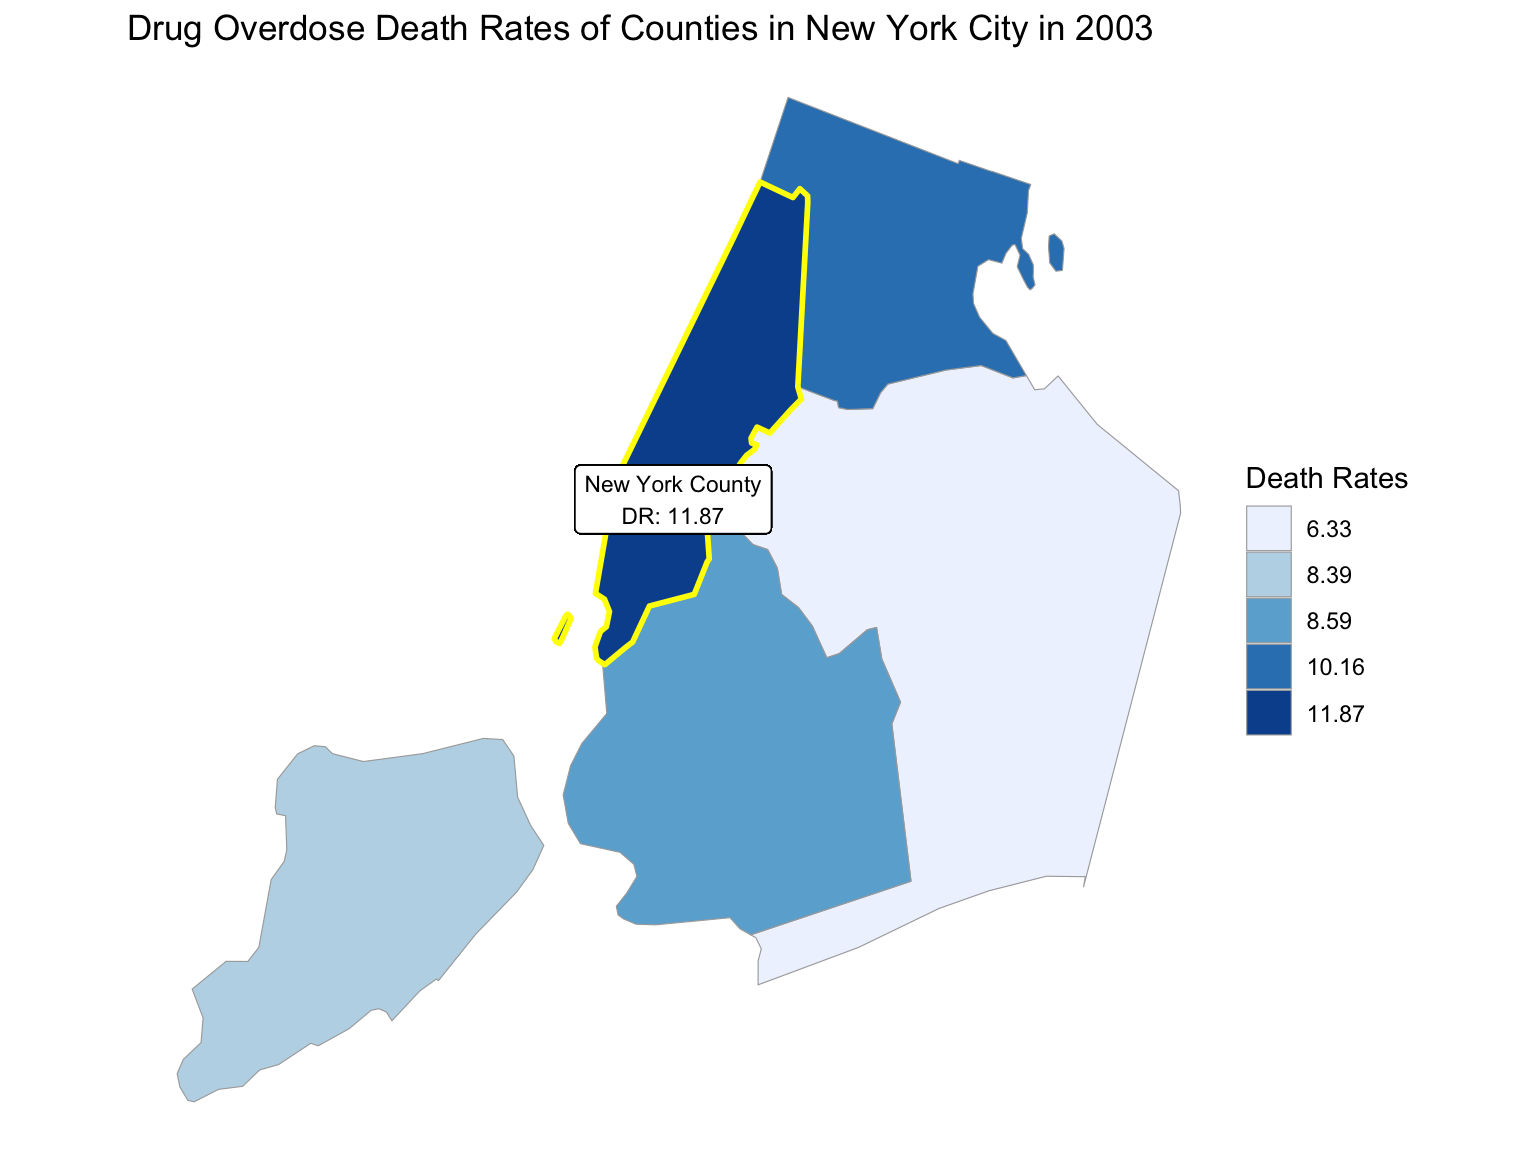 Drug Overdose Death Rates of Counties in New York City in 2003
New York County
DR: 11.87
Death Rates
6.33
8.39
8.59
10.16
11.87